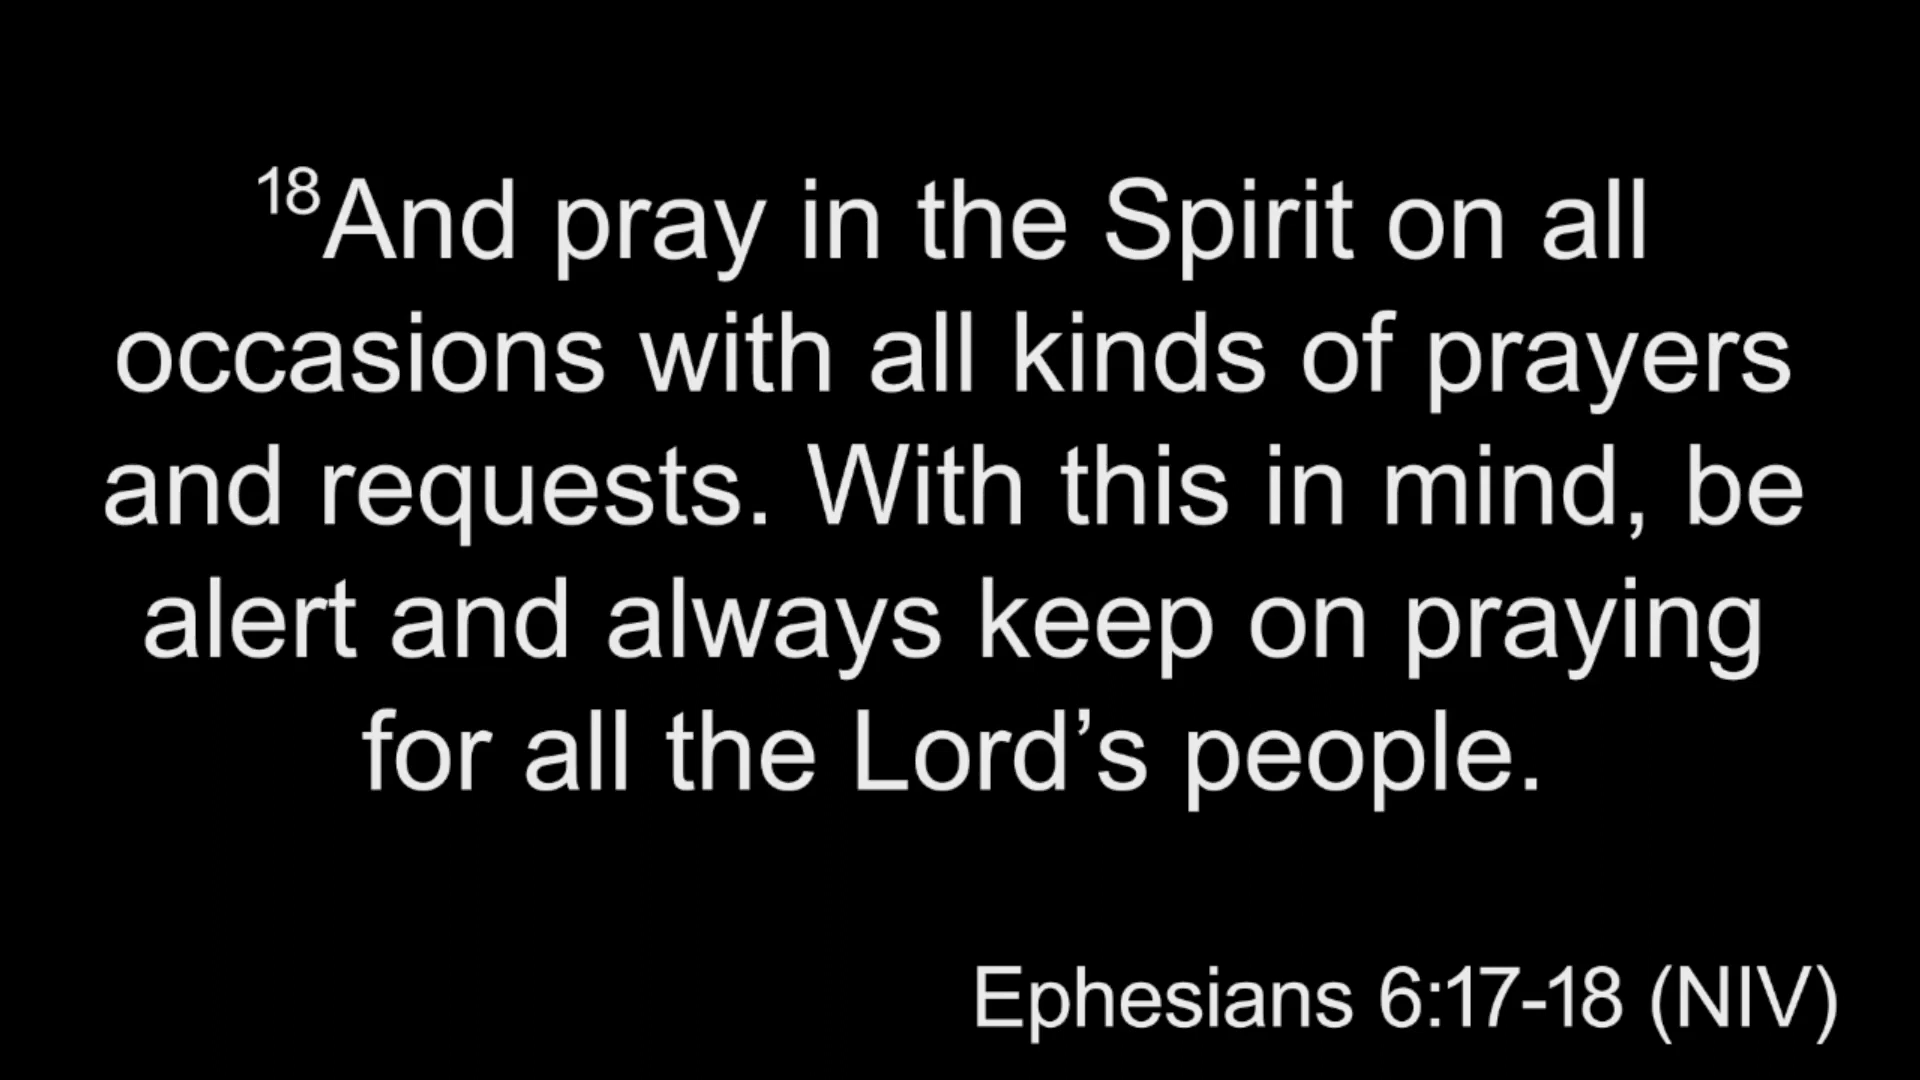 18And pray in the Spirit on all
occasions with all kinds of prayers
and requests. With this in mind, be
alert and always keep on praying
for all the Lord’s people.
Ephesians 6:17-18 (NIV)